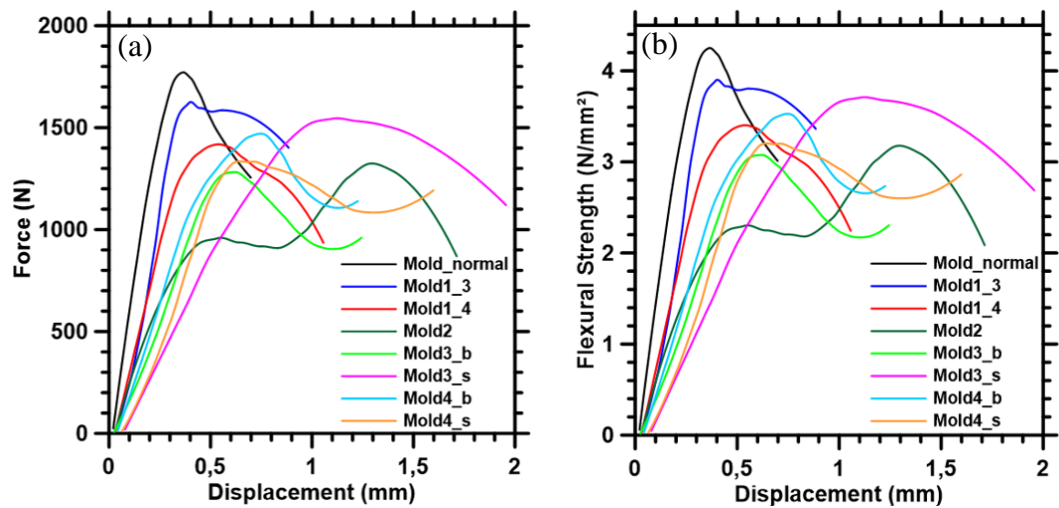 (a)
Force (N)
2000
1500
1000
500
0
0 0,5 1 1,5 2
Displacement (mm)
Mold_normal
Mold1_3
Mold1_4
Mold2
Mold3_b
Mold3_s
Mold4_b
Mold4_s
(b)
Flexural Strength (N/mm²)
4
3
2
1
0
0 0,5 1 1,5 2
Displacement (mm)
Mold_normal
Mold1_3
Mold1_4
Mold2
Mold3_b
Mold3_s
Mold4_b
Mold4_s